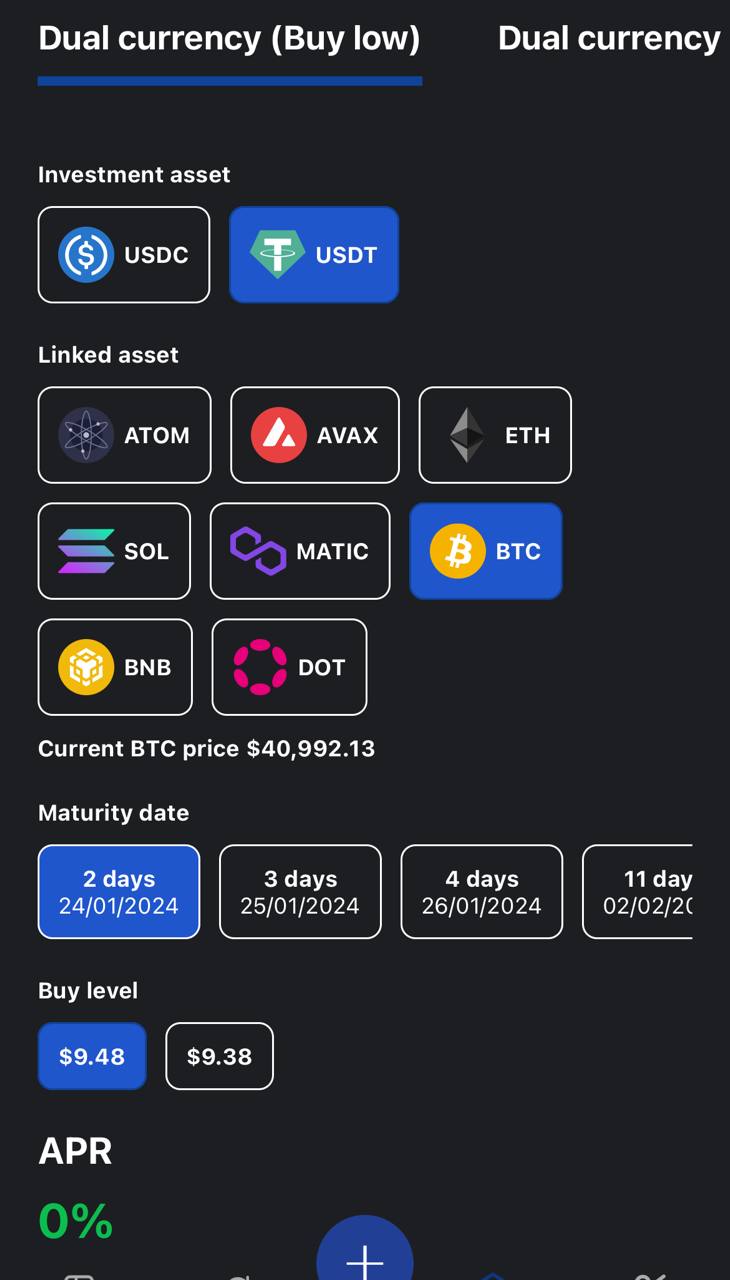 Dual currency (Buy low) Dual currency
Investment asset
USDC USDT
Linked asset
ATOM AVAX ETH
SOL MATIC BTC
BNB DOT
Current BTC price $40,992.13
Maturity date
2 days 3 days 4 days 11 day
24/01/2024 25/01/2024 26/01/2024 02/02/20
Buy level
$9.48 $9.38
APR
0%